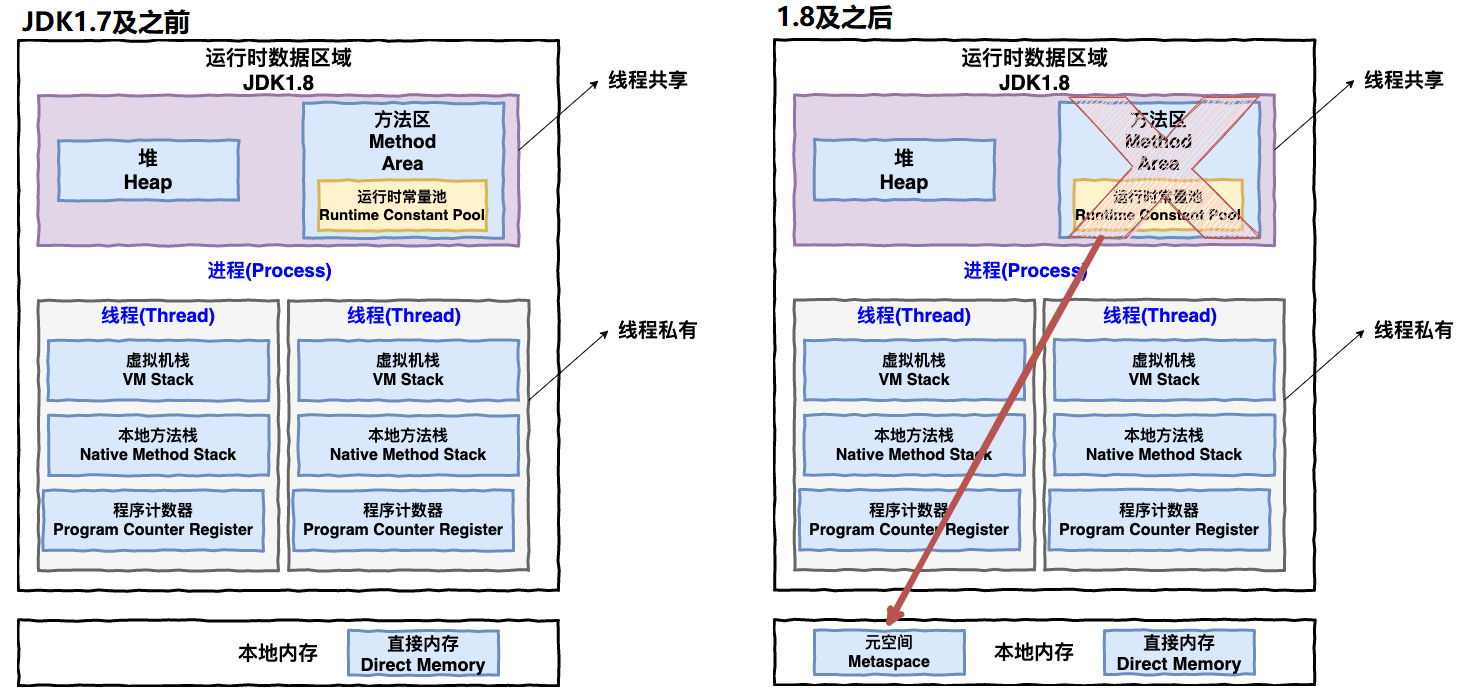 JDK1.7及之前
运行时数据区域
JDK1.8
线程共享
堆
Heap
方法区
Method
Area
运行时常量池
Runtime Constant Pool
进程(Process)
线程(Thread)
虚拟机栈
VM Stack
本地方法栈
Native Method Stack
程序计数器
Program Counter Register
线程(Thread)
虚拟机栈
VM Stack
本地方法栈
Native Method Stack
程序计数器
Program Counter Register
线程私有
本地内存
直接内存
Direct Memory
1.8及之后
运行时数据区域
JDK1.8
线程共享
堆
Heap
方法区
Method
Area
运行时常量池
Runtime Constant Pool
进程(Process)
线程(Thread)
虚拟机栈
VM Stack
本地方法栈
Native Method Stack
程序计数器
Program Counter Register
线程(Thread)
虚拟机栈
VM Stack
本地方法栈
Native Method Stack
程序计数器
Program Counter Register
线程私有
元空间
Metaspace
本地内存
直接内存
Direct Memory